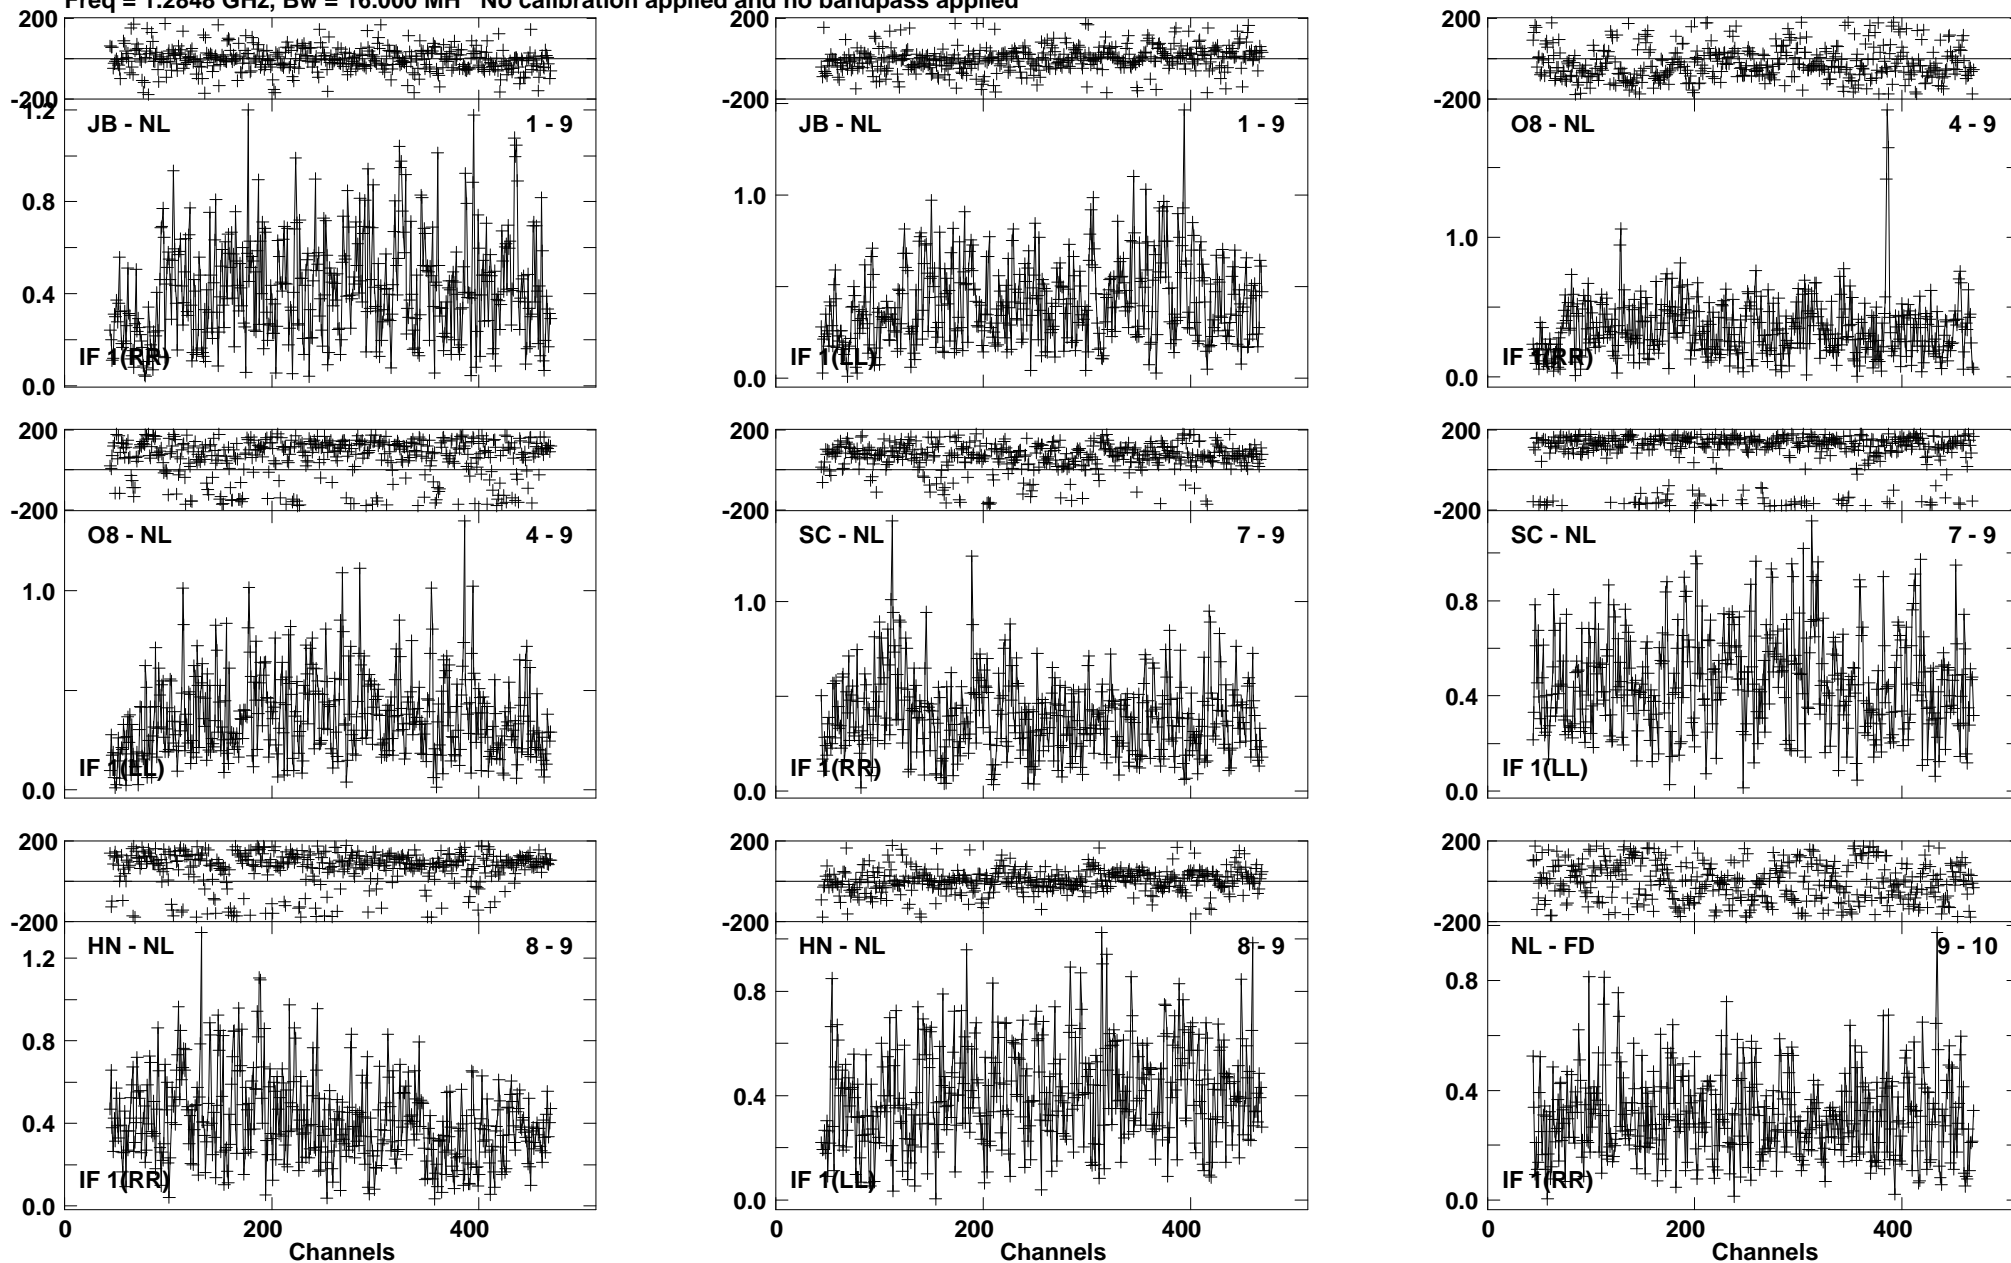 Freq = 1.2848 GHz, Bw = 16.000 MH No calibration applied and no bandpass applied
200
-200
JB - NL 1 - 9
1.2
0.8
0.4
0.0
IF 1(RR)
200
-200
JB - NL 1 - 9
1.0
0.0
IF 1(LL)
200
-200
O8 - NL 4 - 9
1.0
0.0
IF 1(RR)
200
-200
O8 - NL 4 - 9
1.0
0.0
IF 1(LL)
200
-200
SC - NL 7 - 9
1.0
0.0
IF 1(RR)
200
-200
SC - NL 7 - 9
0.8
0.4
0.0
IF 1(LL)
200
-200
HN - NL 8 - 9
1.2
0.8
0.4
0.0
IF 1(RR)
0 200 400
Channels
200
-200
HN - NL 8 - 9
0.8
0.4
0.0
IF 1(LL)
0 200 400
Channels
200
-200
NL - FD 9 - 10
0.8
0.4
0.0
IF 1(RR)
0 200 400
Channels